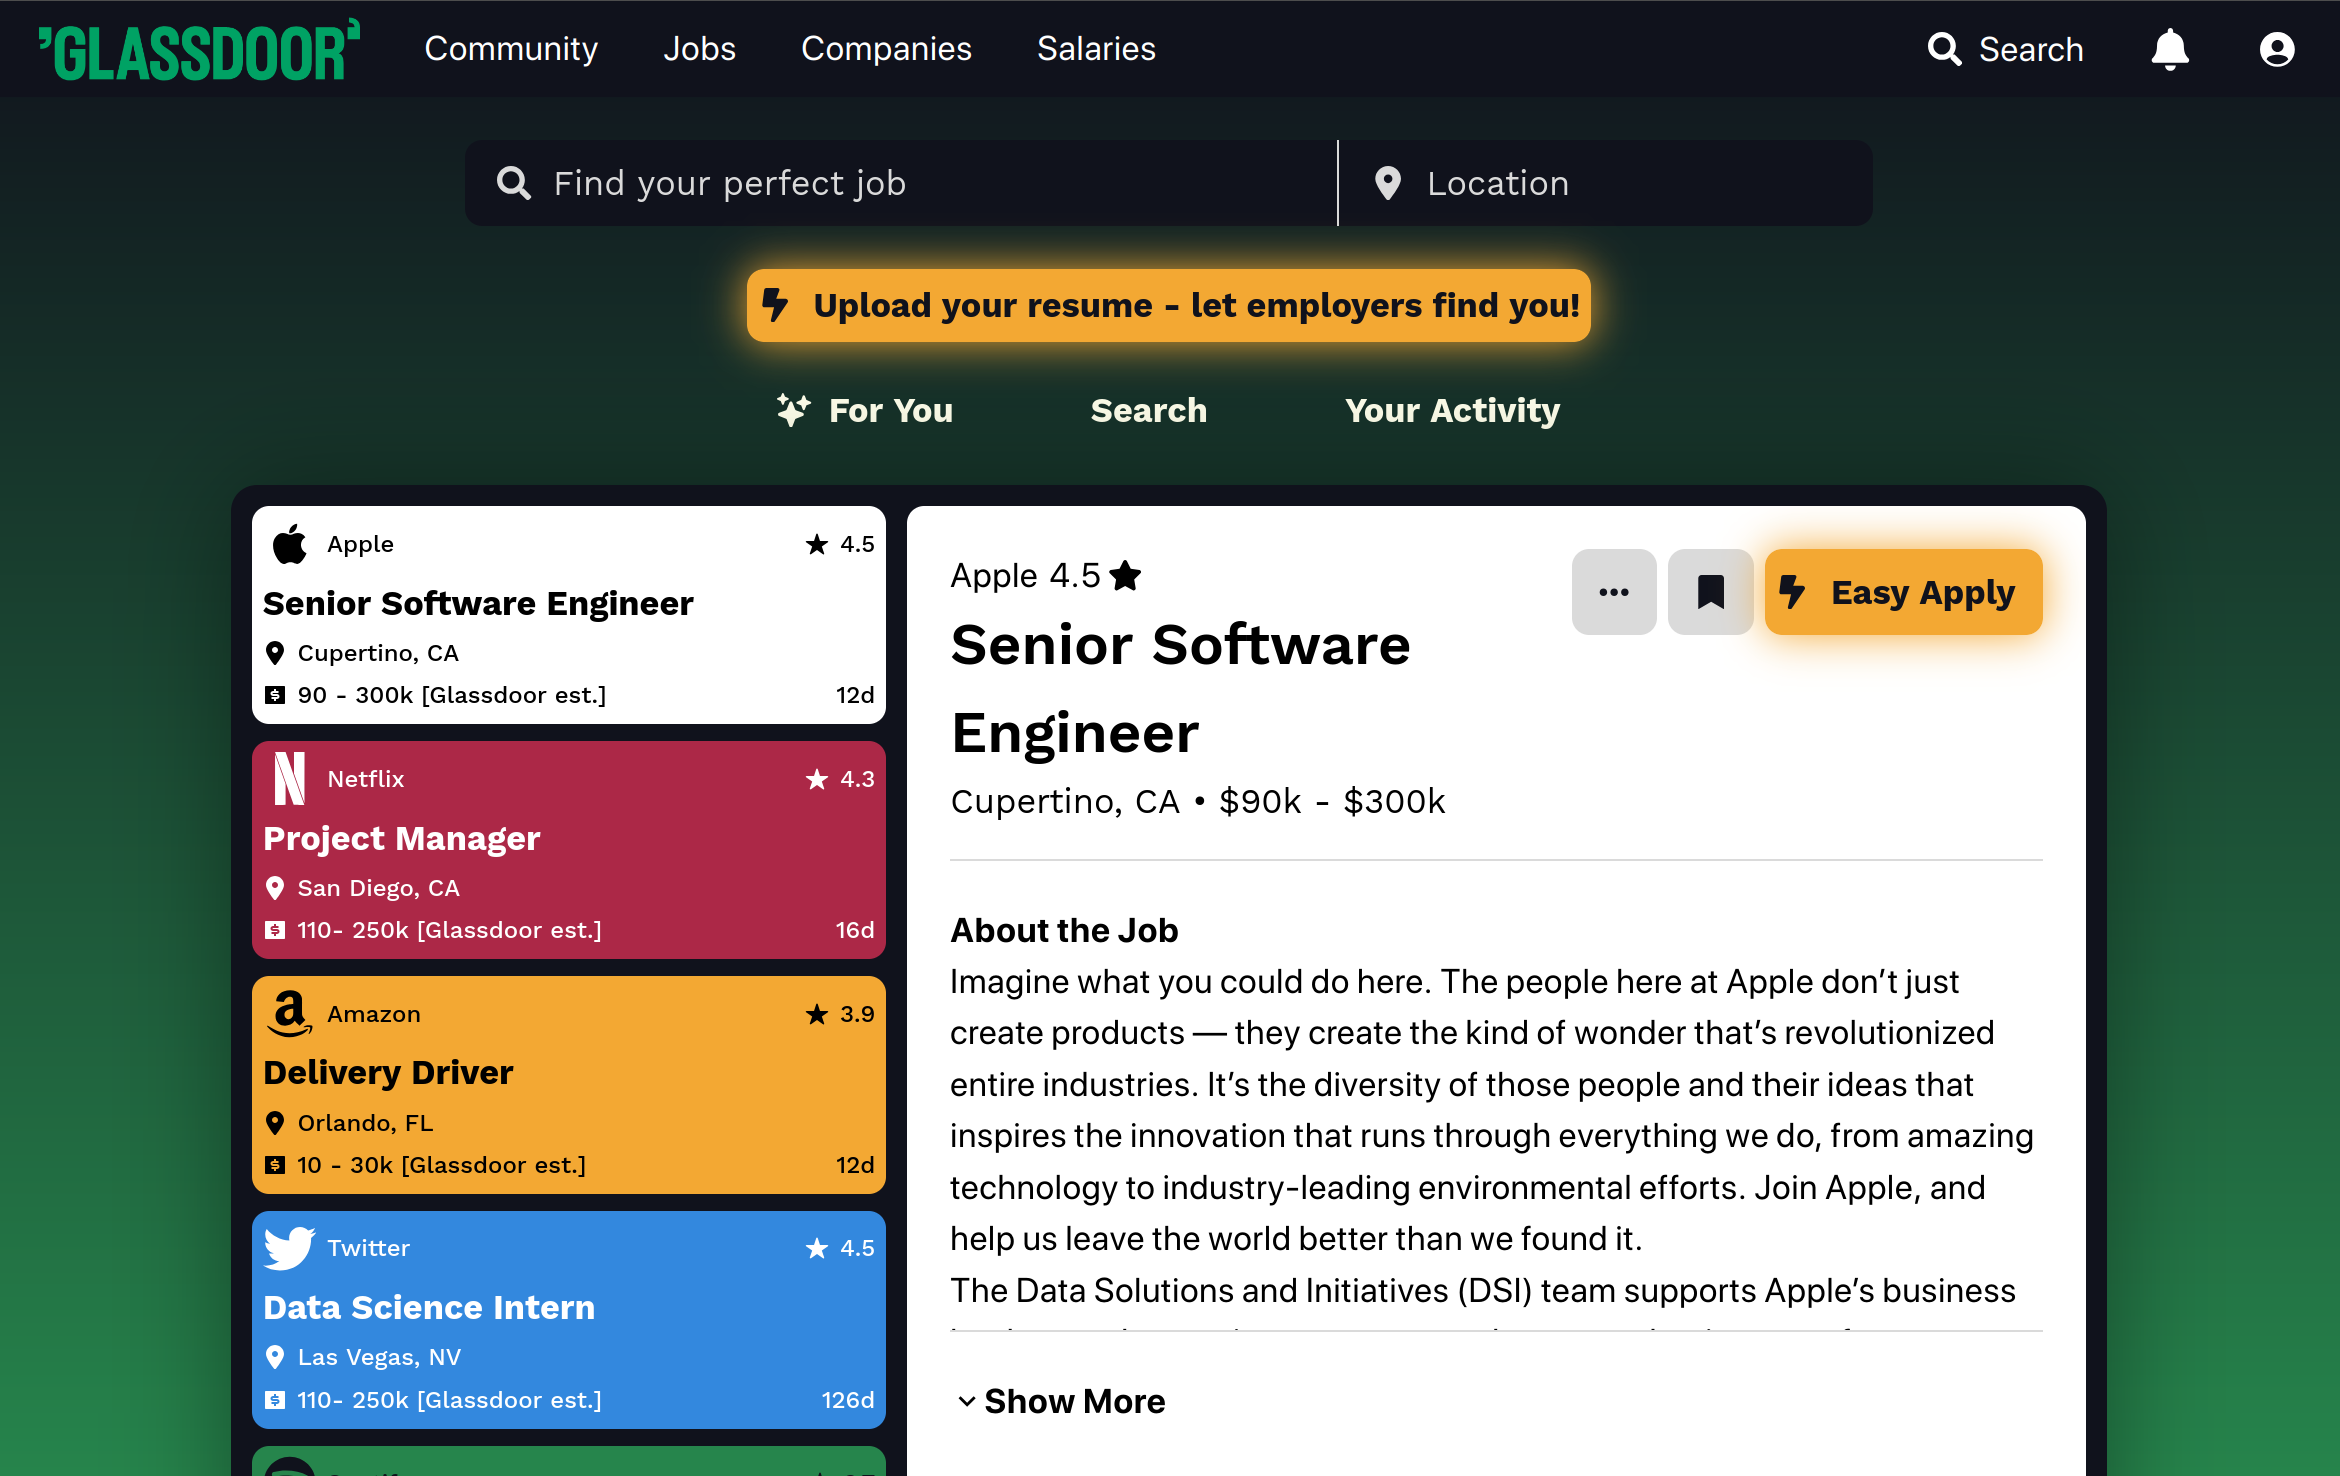 GLASSDOOR
Community Jobs Companies Salaries Search
Find your perfect job Location
Upload your resume - let employers find you!
For You Search Your Activity
Apple 4.5
Senior Software Engineer
Cupertino, CA
90 - 300k [Glassdoor est.] 12d
Netflix 4.3
Project Manager
San Diego, CA
110- 250k [Glassdoor est.] 16d
Amazon 3.9
Delivery Driver
Orlando, FL
10 - 30k [Glassdoor est.] 12d
Twitter 4.5
Data Science Intern
Las Vegas, NV
110- 250k [Glassdoor est.] 126d
Apple 4.5
Easy Apply
Senior Software
Engineer
Cupertino, CA • $90k - $300k
About the Job
Imagine what you could do here. The people here at Apple don’t just
create products — they create the kind of wonder that’s revolutionized
entire industries. It’s the diversity of those people and their ideas that
inspires the innovation that runs through everything we do, from amazing
technology to industry-leading environmental efforts. Join Apple, and
help us leave the world better than we found it.
The Data Solutions and Initiatives (DSI) team supports Apple’s business
Show More